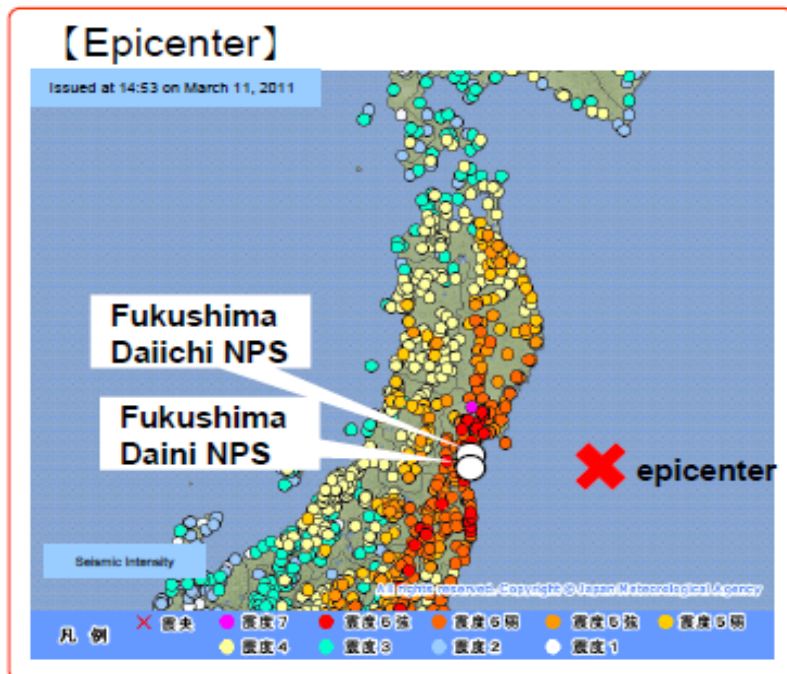 【Epicenter】
Issued at 14:53 on March 11, 2011
Fukushima
Daiichi NPS
Fukushima
Daini NPS
epicenter
Seismic Intensity
All rights reserved. Copyright © Japan Meteorological Agency
凡 例
震央
震度7
震度6強
震度6弱
震度5強
震度5弱
震度4
震度3
震度2
震度1